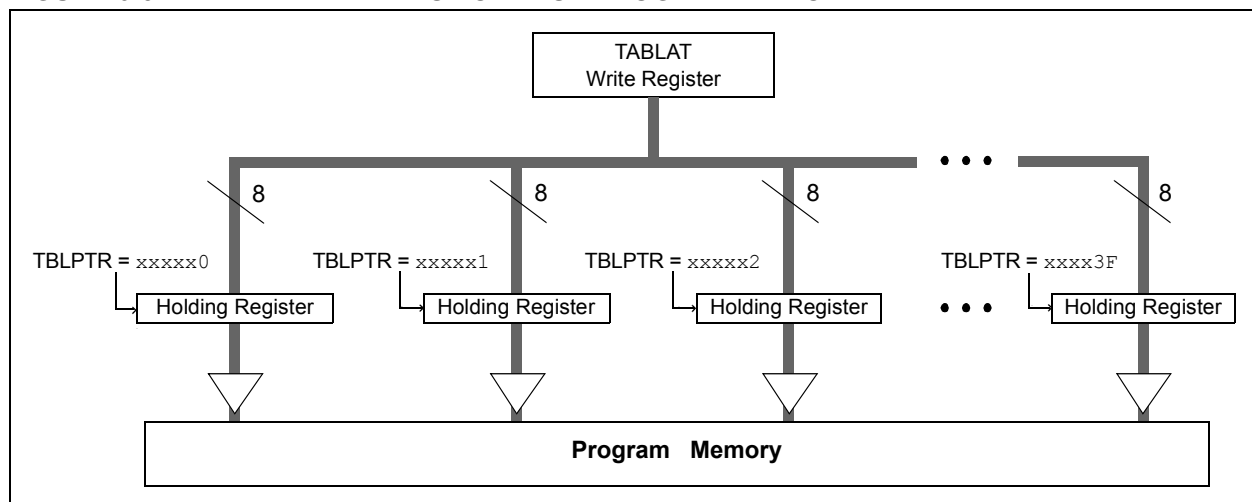 TABLAT
Write Register
8 8 8 8
TBLPTR = xxxxx0 TBLPTR = xxxxx1 TBLPTR = xxxxx2 TBLPTR = xxxx3F
Holding Register Holding Register Holding Register Holding Register
Program Memory